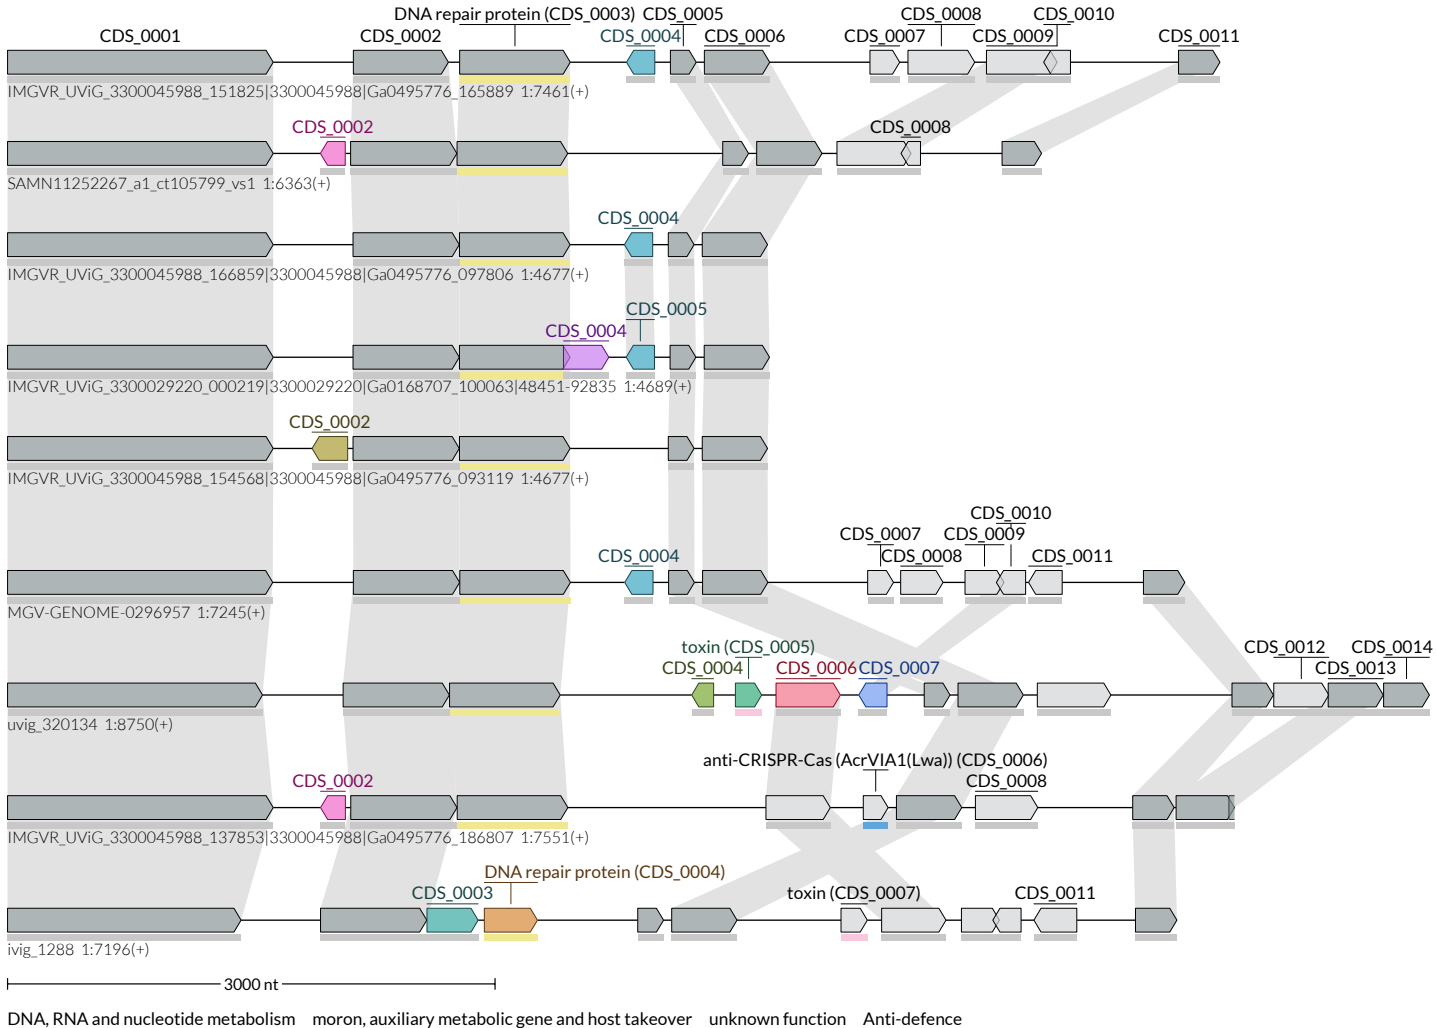 DNA repair protein (CDS_0003) CDS_0005 CDS_0008 CDS_0010
CDS_0001 CDS_0002 CDS_0004 CDS_0006 CDS_0007 CDS_0009 CDS_0011
IMGVR_UViG_3300045988_151825|3300045988|Ga0495776_165889 1:7461(+)
CDS_0002 CDS_0008
SAMN11252267_a1_ct105799_vs1 1:6363(+)
CDS_0004
IMGVR_UViG_3300045988_166859|3300045988|Ga0495776_097806 1:4677(+)
CDS_0005
CDS_0004
IMGVR_UViG_3300029220_000219|3300029220|Ga0168707_100063|48451-92835 1:4689(+)
CDS_0002
IMGVR_UViG_3300045988_154568|3300045988|Ga0495776_093119 1:4677(+)
CDS_0010
CDS_0007 CDS_0009
CDS_0004 CDS_0008 CDS_0011
MGV-GENOME-0296957 1:7245(+)
toxin (CDS_0005) CDS_0012 CDS_0014
CDS_0004 CDS_0006 CDS_0007 CDS_0013
uvig_320134 1:8750(+)
anti-CRISPR-Cas (AcrVIA1(Lwa)) (CDS_0006)
CDS_0002 CDS_0008
IMGVR_UViG_3300045988_137853|3300045988|Ga0495776_186807 1:7551(+)
DNA repair protein (CDS_0004)
CDS_0003 toxin (CDS_0007) CDS_0011
ivig_1288 1:7196(+)
3000 nt
DNA, RNA and nucleotide metabolism moron, auxiliary metabolic gene and host takeover unknown function Anti-defence